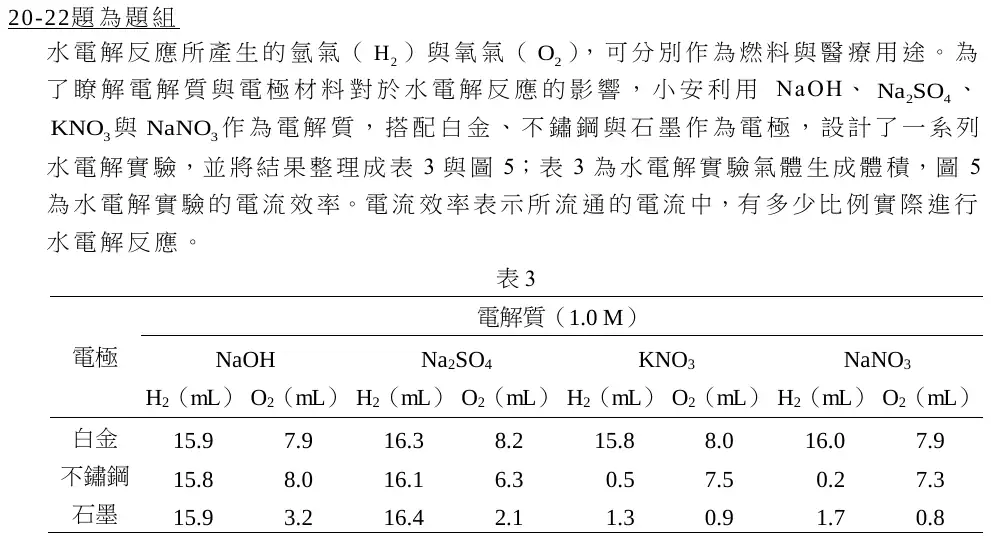 20-22題為題組
水電解反應所產生的氫氣（H₂）與氧氣（O₂），可分別作為燃料與醫療用途。為
了瞭解電解質與電極材料對於水電解反應的影響，小安利用 NaOH、Na₂SO₄、
KNO₃與NaNO₃作為電解質，搭配白金、不鏽鋼與石墨作為電極，設計了一系列
水電解實驗，並將結果整理成表 3 與圖 5；表 3 為水電解實驗氣體生成體積，圖 5
為水電解實驗的電流效率。電流效率表示所流通的電流中，有多少比例實際進行
水電解反應。
表 3
電解質（1.0 M）
電極 NaOH Na₂SO₄ KNO₃ NaNO₃
H₂（mL） O₂（mL） H₂（mL） O₂（mL） H₂（mL） O₂（mL） H₂（mL） O₂（mL）
白金 15.9 7.9 16.3 8.2 15.8 8.0 16.0 7.9
不鏽鋼 15.8 8.0 16.1 6.3 0.5 7.5 0.2 7.3
石墨 15.9 3.2 16.4 2.1 1.3 0.9 1.7 0.8